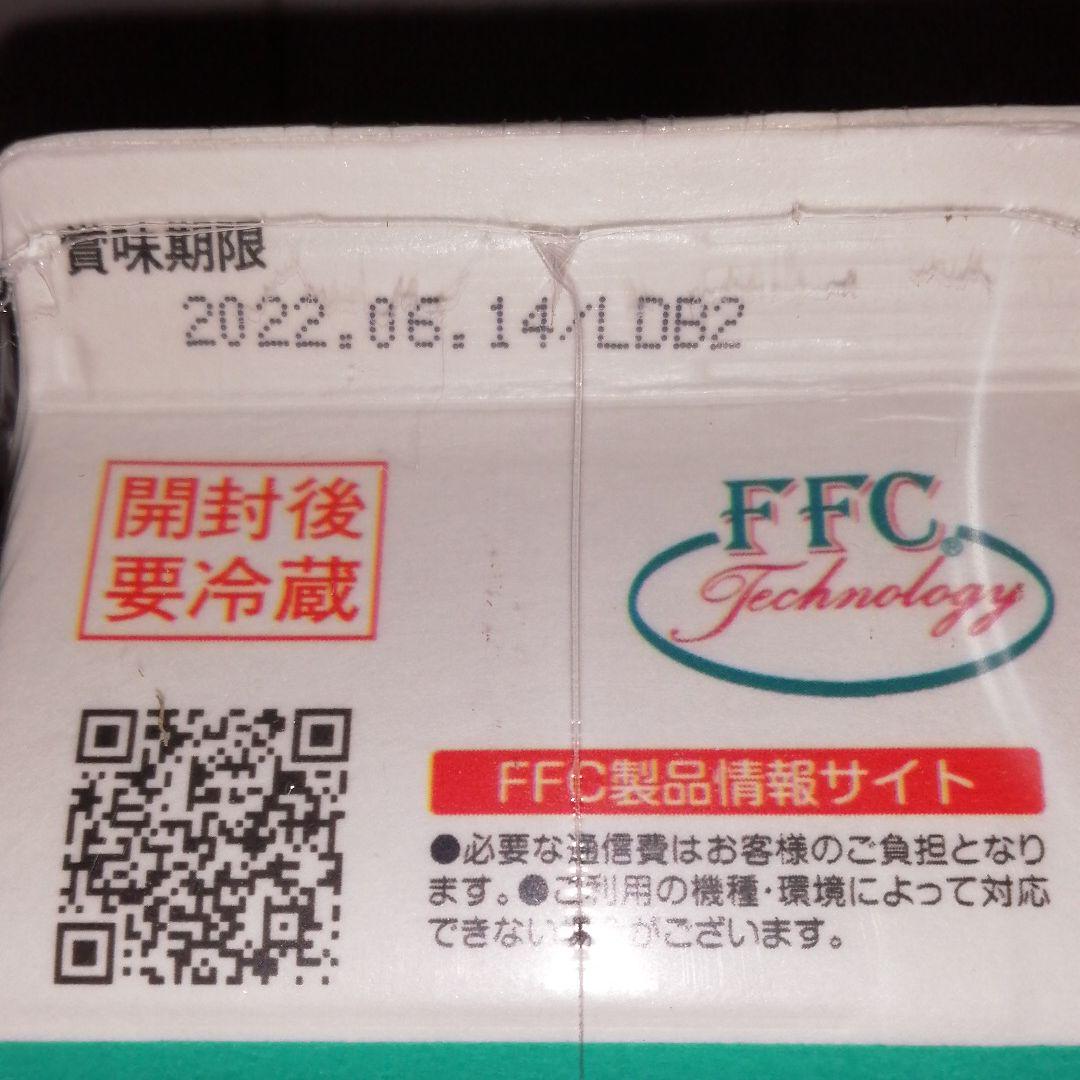 賞味期限
2022.06.14/LDB2
開封後
要冷蔵
FFC®
Technology
FFC製品情報サイト
●必要な通信費はお客様のご負担となり
ます。●ご利用の機種・環境によって対応
できない がございます。